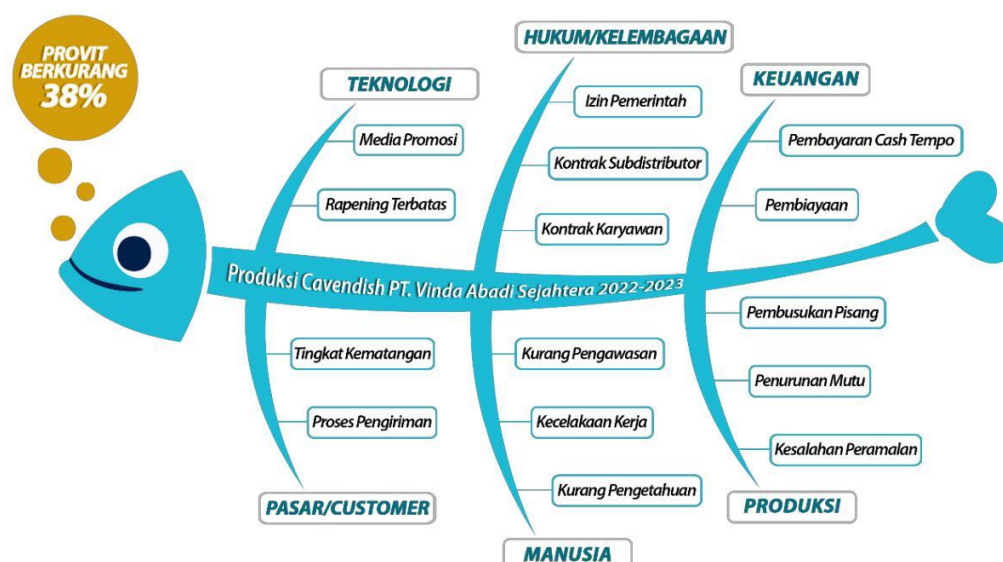 PROVIT
BERKURANG
38%
TEKNOLOGI
Media Promosi
Rapening Terbatas
HUKUM/KELEMBAGAAN
Izin Pemerintah
Kontrak Subdistributor
Kontrak Karyawan
KEUANGAN
Pembayaran Cash Tempo
Pembiayaan
Produksi Cavendish PT. Vinda Abadi Sejahtera 2022-2023
Tingkat Kematangan
Proses Pengiriman
PASAR/CUSTOMER
Kurang Pengawasan
Kecelakaan Kerja
Kurang Pengetahuan
MANUSIA
Pembusukan Pisang
Penurunan Mutu
Kesalahan Peramalan
PRODUKSI